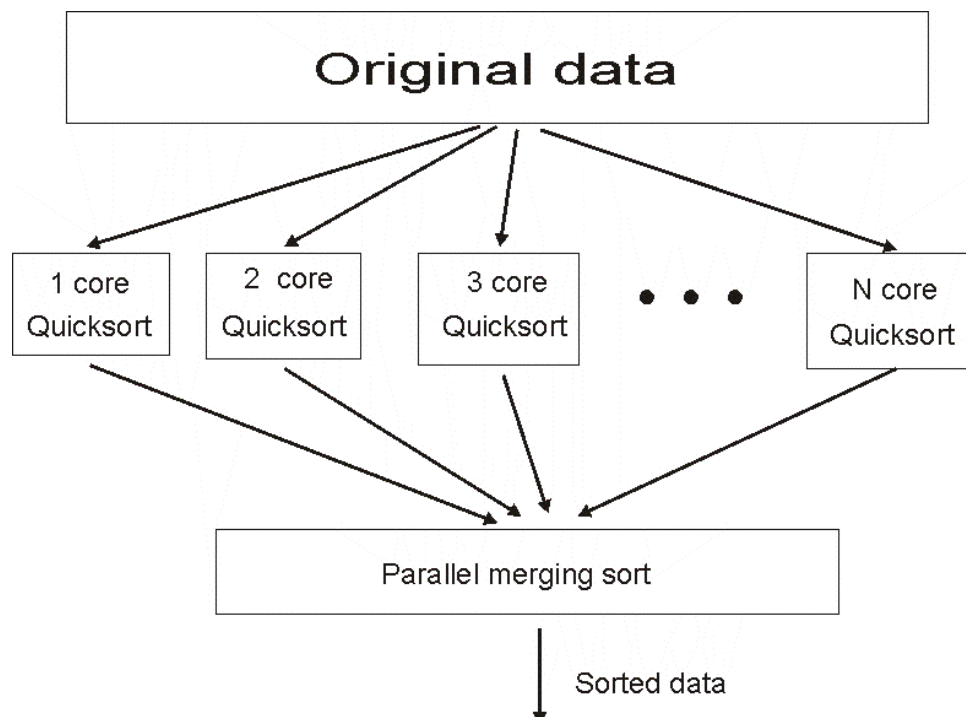 Original data
1 core
Quicksort
2 core
Quicksort
3 core
Quicksort
N core
Quicksort
Parallel merging sort
Sorted data